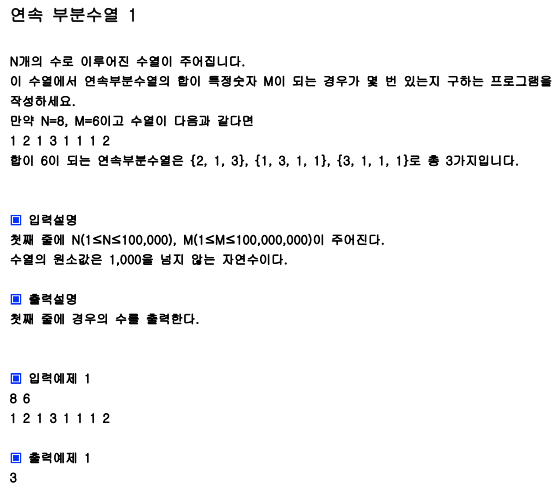 연속 부분수열 1
N개의 수로 이루어진 수열이 주어집니다.
이 수열에서 연속부분수열의 합이 특정숫자 M이 되는 경우가 몇 번 있는지 구하는 프로그램을
작성하세요.
만약 N=8, M=6이고 수열이 다음과 같다면
1 2 1 3 1 1 1 2
합이 6이 되는 연속부분수열은 {2, 1, 3}, {1, 3, 1, 1}, {3, 1, 1, 1}로 총 3가지입니다.
▣ 입력설명
첫째 줄에 N(1≤N≤100,000), M(1≤M≤100,000,000)이 주어진다.
수열의 원소값은 1,000을 넘지 않는 자연수이다.
▣ 출력설명
첫째 줄에 경우의 수를 출력한다.
▣ 입력예제 1
8 6
1 2 1 3 1 1 1 2
▣ 출력예제 1
3